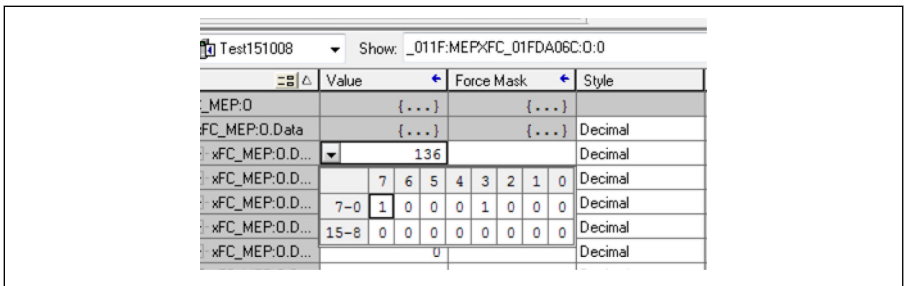 Test151008 Show: _011F:MEPXFC_01FDA06C:O:0
Value Force Mask Style
_MEP:O {...} {...}
xFC_MEP:O.Data {...} {...} Decimal
xFC_MEP:O.D... 136 Decimal
xFC_MEP:O.D... 7 6 5 4 3 2 1 0 Decimal
xFC_MEP:O.D... 7-0 1 0 0 0 1 0 0 0 Decimal
xFC_MEP:O.D... 15-8 0 0 0 0 0 0 0 0 Decimal
xFC_MEP:O.D... 0 Decimal